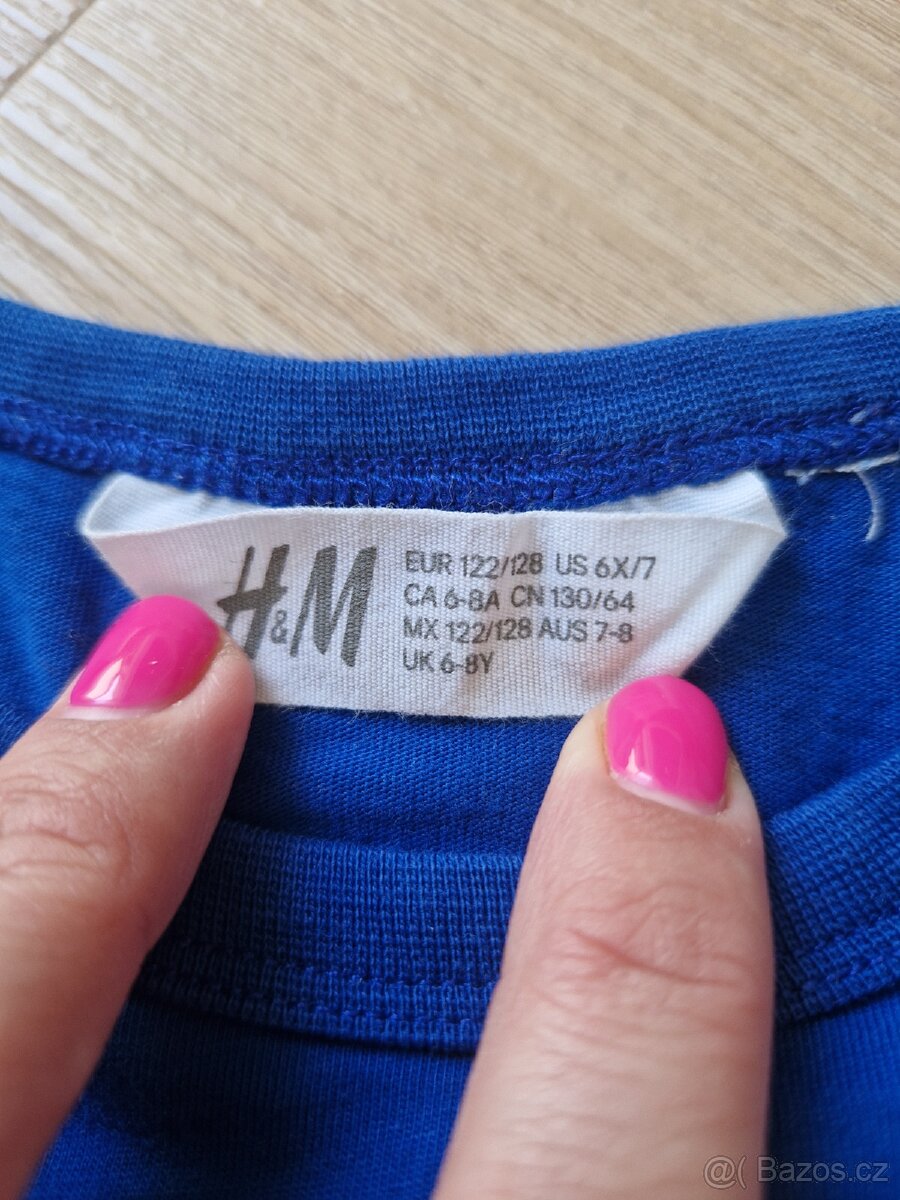 H&M
EUR 122/128 US 6X/7
CA 6-8A CN 130/64
MX 122/128 AUS 7-8
UK 6-8Y
@( Bazos.cz